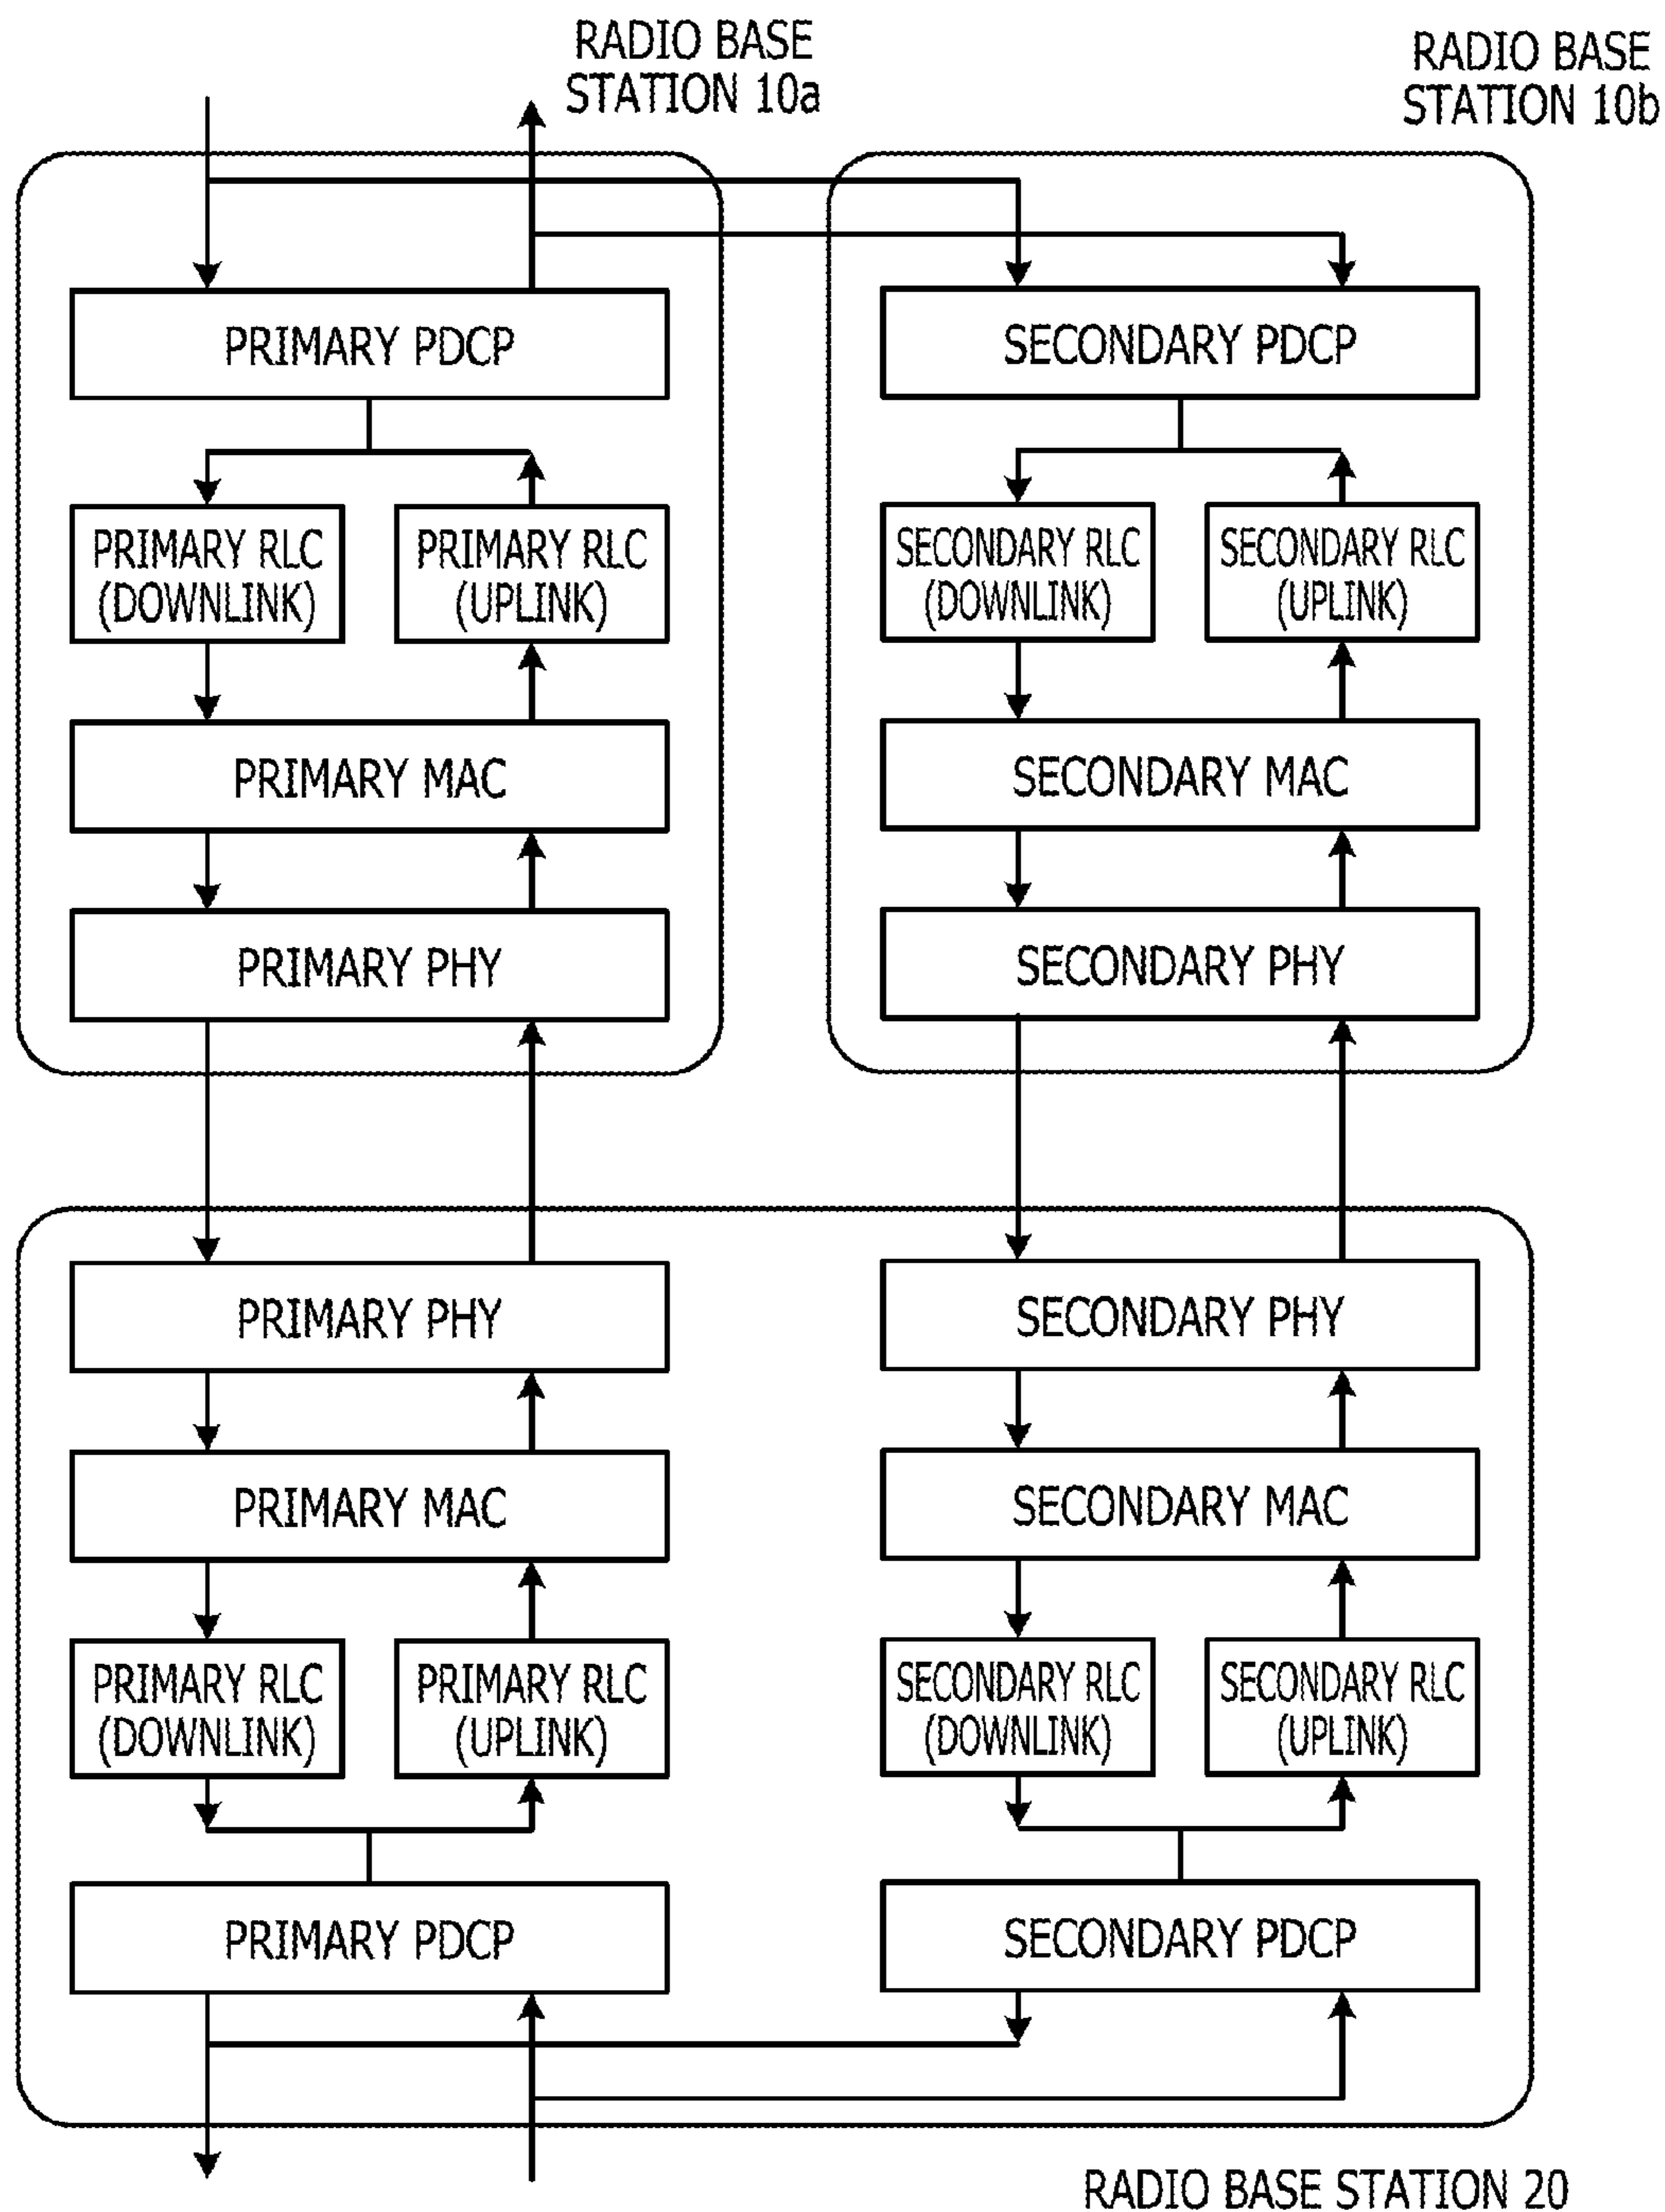 RADIO BASE
STATION 10a
RADIO BASE
STATION 10b
PRIMARY PDCP
SECONDARY PDCP
PRIMARY RLC
(DOWNLINK)
PRIMARY RLC
(UPLINK)
SECONDARY RLC
(DOWNLINK)
SECONDARY RLC
(UPLINK)
PRIMARY MAC
SECONDARY MAC
PRIMARY PHY
SECONDARY PHY
PRIMARY PHY
SECONDARY PHY
PRIMARY MAC
SECONDARY MAC
PRIMARY RLC
(DOWNLINK)
PRIMARY RLC
(UPLINK)
SECONDARY RLC
(DOWNLINK)
SECONDARY RLC
(UPLINK)
PRIMARY PDCP
SECONDARY PDCP
RADIO BASE STATION 20